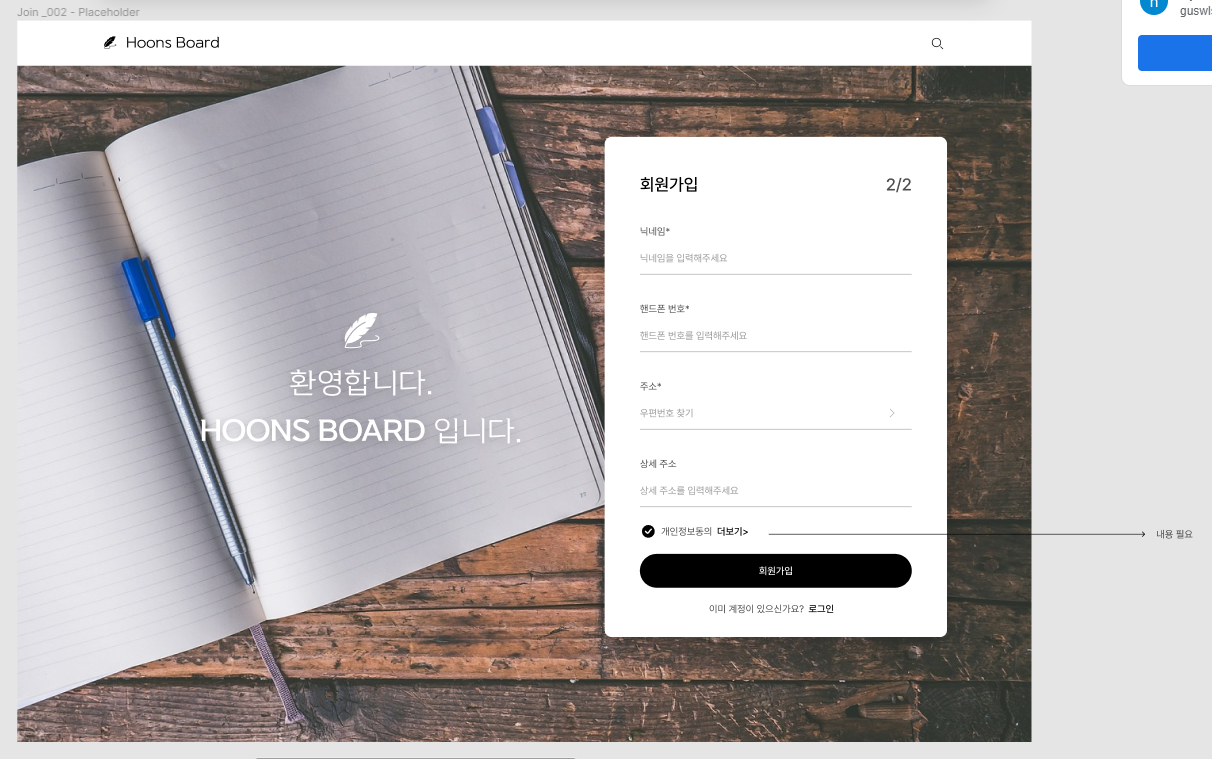 Join _002 - Placeholder
Hoons Board
n
guswl
회원가입 2/2
닉네임*
닉네임을 입력해주세요
핸드폰 번호*
핸드폰 번호를 입력해주세요
환영합니다.
HOONS BOARD 입니다.
주소*
우편번호 찾기
상세 주소
상세 주소를 입력해주세요
개인정보동의 더보기>
내용 필요
회원가입
이미 계정이 있으신가요? 로그인